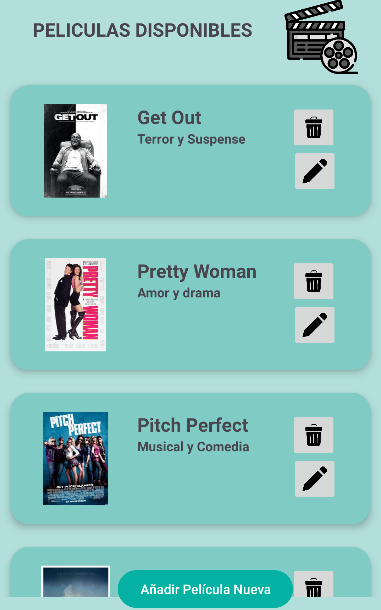 PELICULAS DISPONIBLES
GET OUT
Get Out
Terror y Suspense
PRETTY WOMAN
Pretty Woman
Amor y drama
PITCH PERFECT
Pitch Perfect
Musical y Comedia
Añadir Película Nueva